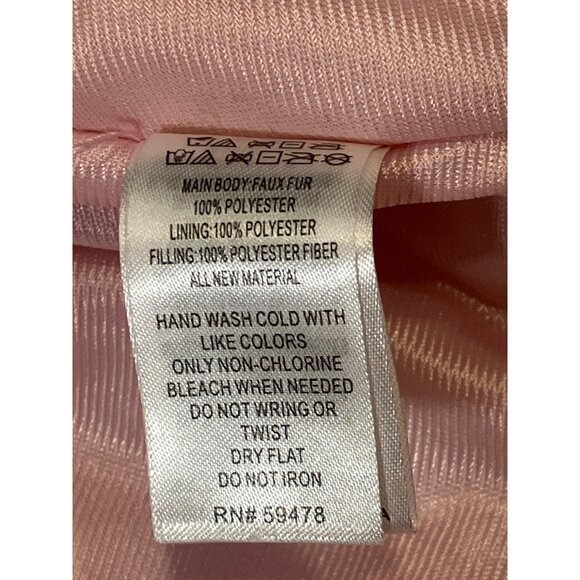 MAIN BODY:FAUX FUR
100% POLYESTER
LINING:100% POLYESTER
FILLING:100% POLYESTER FIBER
ALL NEW MATERIAL
HAND WASH COLD WITH
LIKE COLORS
ONLY NON-CHLORINE
BLEACH WHEN NEEDED
DO NOT WRING OR
TWIST
DRY FLAT
DO NOT IRON
RN# 59478
A